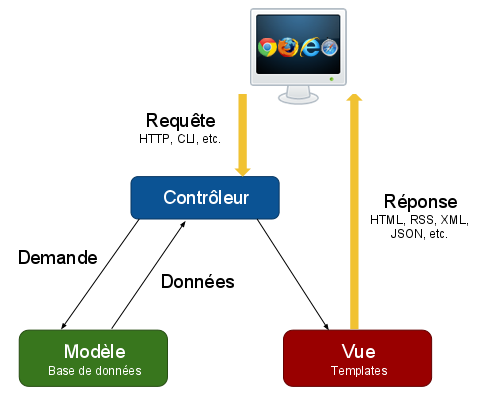 Requête
HTTP, CLI, etc.
Contrôleur
Réponse
HTML, RSS, XML,
JSON, etc.
Demande
Données
Modèle
Base de données
Vue
Templates